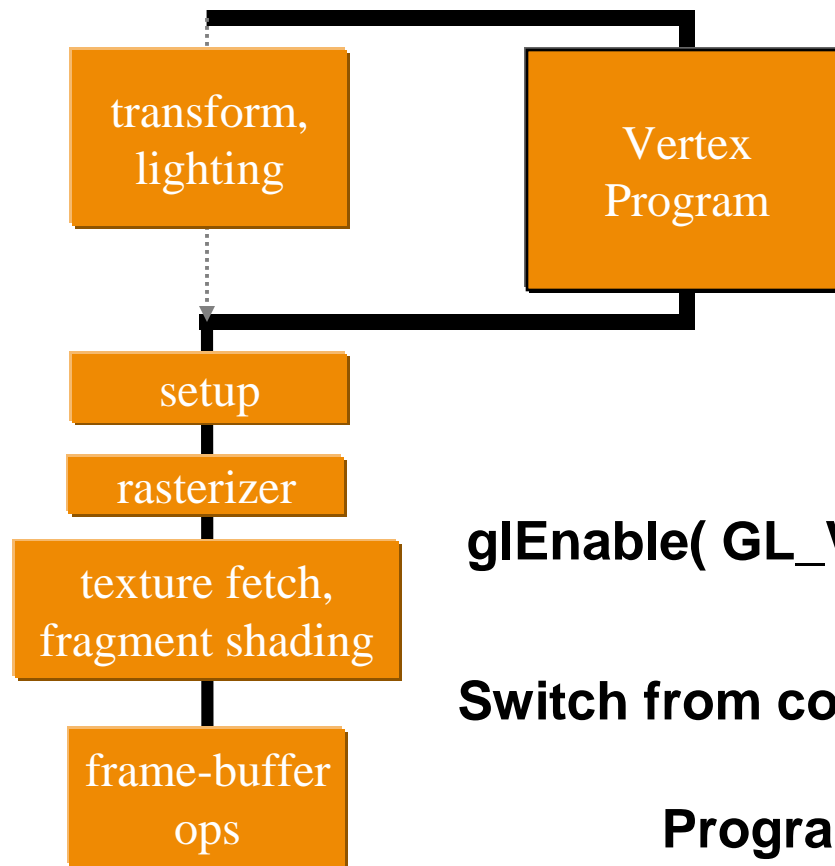 transform,
lighting
Vertex
Program
setup
rasterizer
texture fetch,
fragment shading
frame-buffer
ops
glEnable( GL_V
Switch from co
Progra